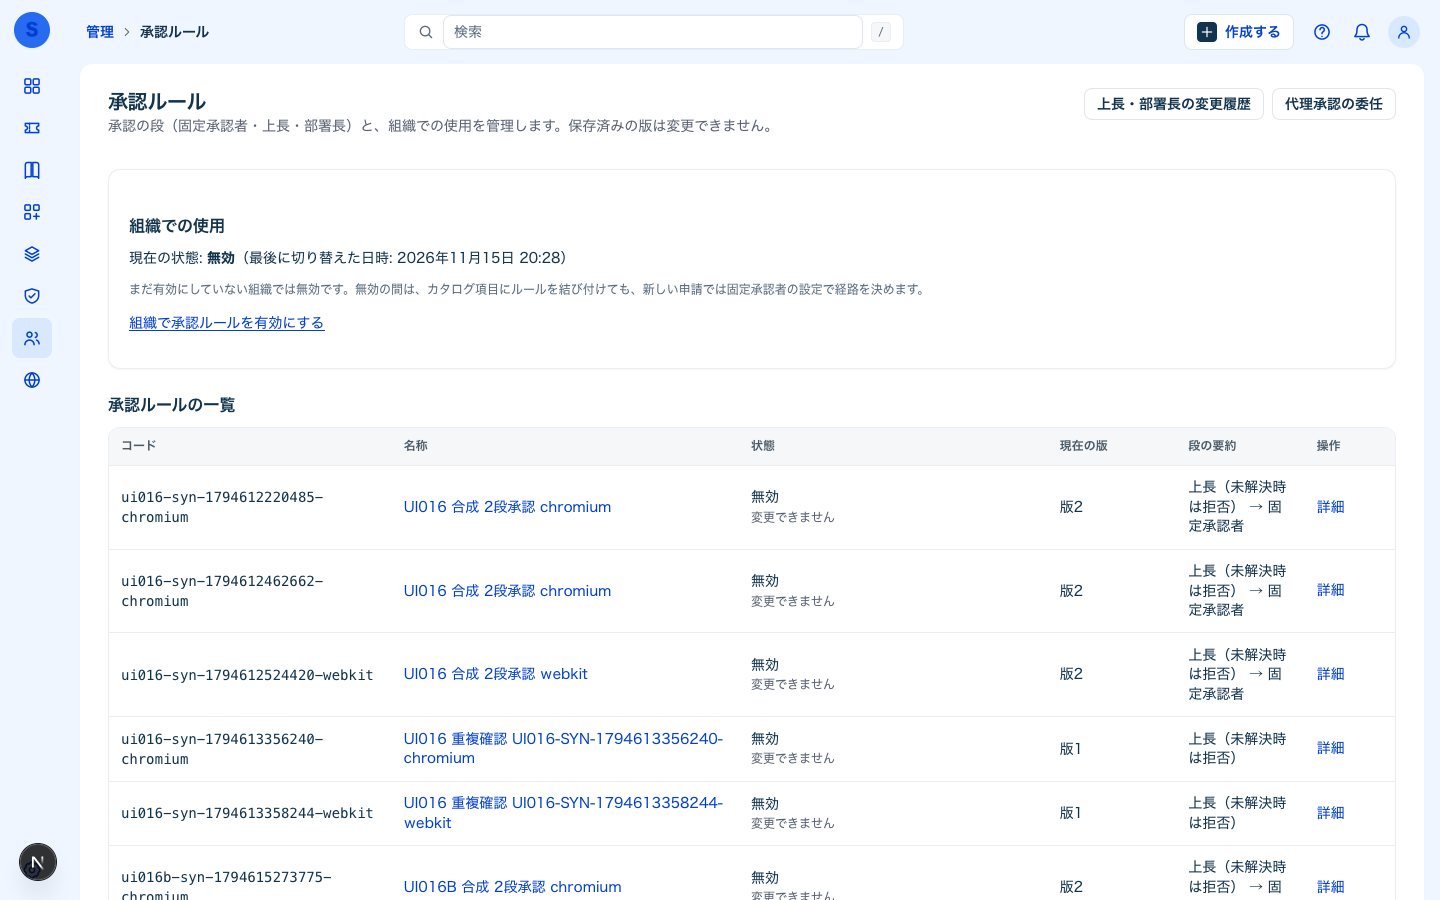 S
管理 > 承認ルール
検索
/
作成する
承認ルール
承認の段（固定承認者・上長・部署長）と、組織での使用を管理します。保存済みの版は変更できません。
上長・部署長の変更履歴
代理承認の委任
組織での使用
現在の状態: 無効（最後に切り替えた日時: 2026年11月15日 20:28）
まだ有効にしていない組織では無効です。無効の間は、カタログ項目にルールを結び付けても、新しい申請では固定承認者の設定で経路を決めます。
組織で承認ルールを有効にする
承認ルールの一覧
コード 名称 状態 現在の版 段の要約 操作
ui016-syn-1794612220485-
chromium
UI016 合成 2段承認 chromium
無効
変更できません
版2
上長（未解決時
は拒否） → 固
定承認者
詳細
ui016-syn-1794612462662-
chromium
UI016 合成 2段承認 chromium
無効
変更できません
版2
上長（未解決時
は拒否） → 固
定承認者
詳細
ui016-syn-1794612524420-webkit
UI016 合成 2段承認 webkit
無効
変更できません
版2
上長（未解決時
は拒否） → 固
定承認者
詳細
ui016-syn-1794613356240-
chromium
UI016 重複確認 UI016-SYN-1794613356240-
chromium
無効
変更できません
版1
上長（未解決時
は拒否）
詳細
ui016-syn-1794613358244-webkit
UI016 重複確認 UI016-SYN-1794613358244-
webkit
無効
変更できません
版1
上長（未解決時
は拒否）
詳細
ui016b-syn-1794615273775-
chromium
UI016B 合成 2段承認 chromium
無効
変更できません
版2
上長（未解決時
は拒否） → 固
詳細
N